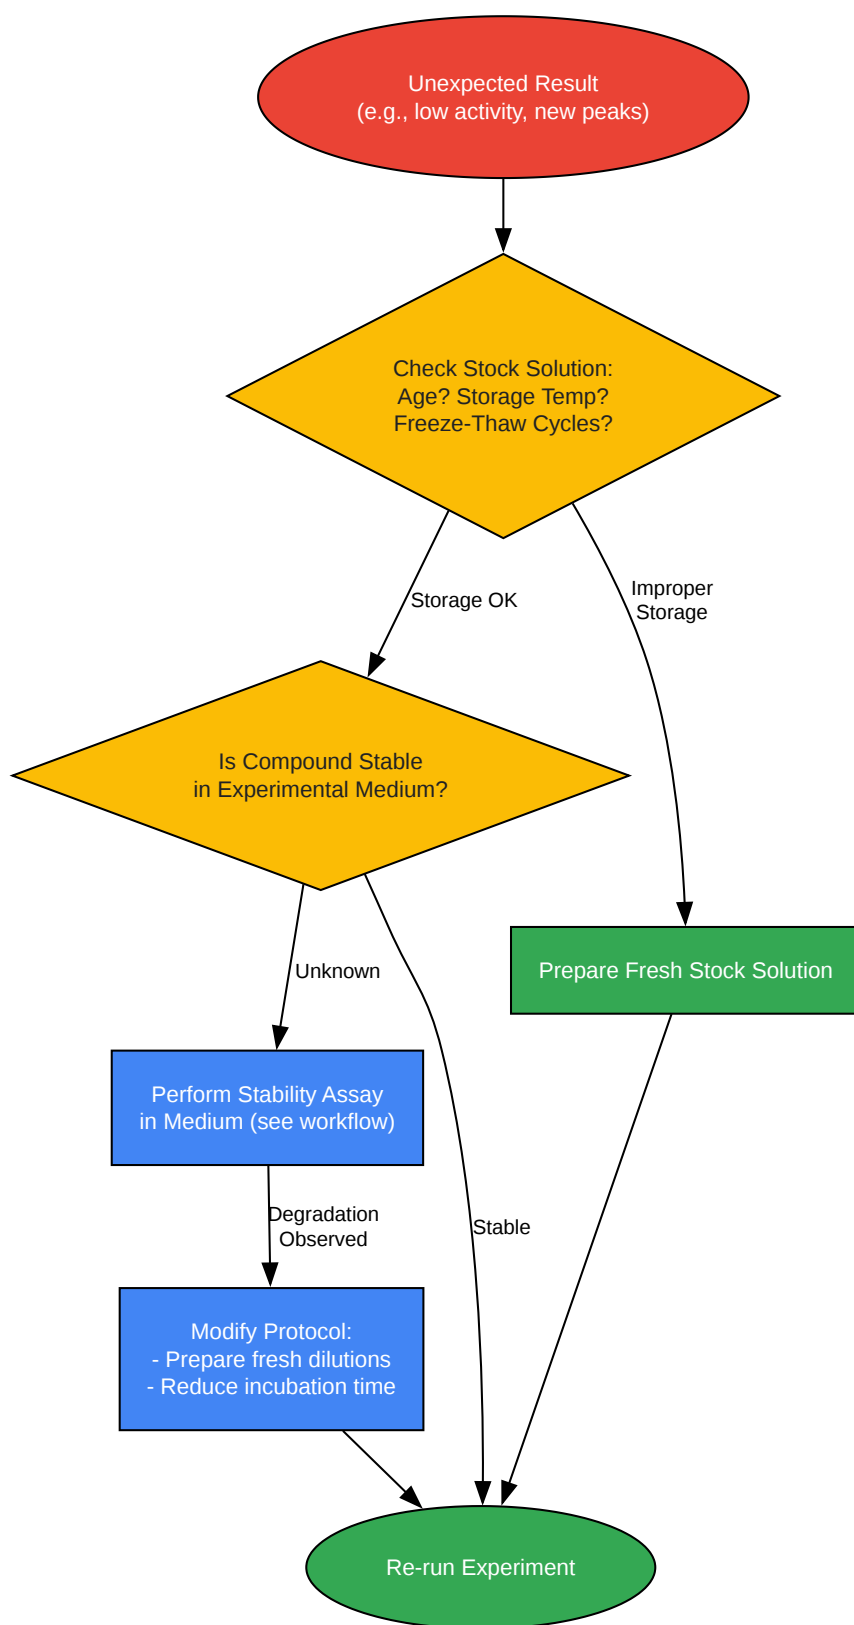 Unexpected Result
(e.g., low activity, new peaks)
Check Stock Solution:
Age? Storage Temp?
Freeze-Thaw Cycles?
Storage OK
Improper
Storage
Is Compound Stable
in Experimental Medium?
Unknown
Prepare Fresh Stock Solution
Perform Stability Assay
in Medium (see workflow)
Degradation
Observed
Stable
Modify Protocol:
- Prepare fresh dilutions
- Reduce incubation time
Re-run Experiment